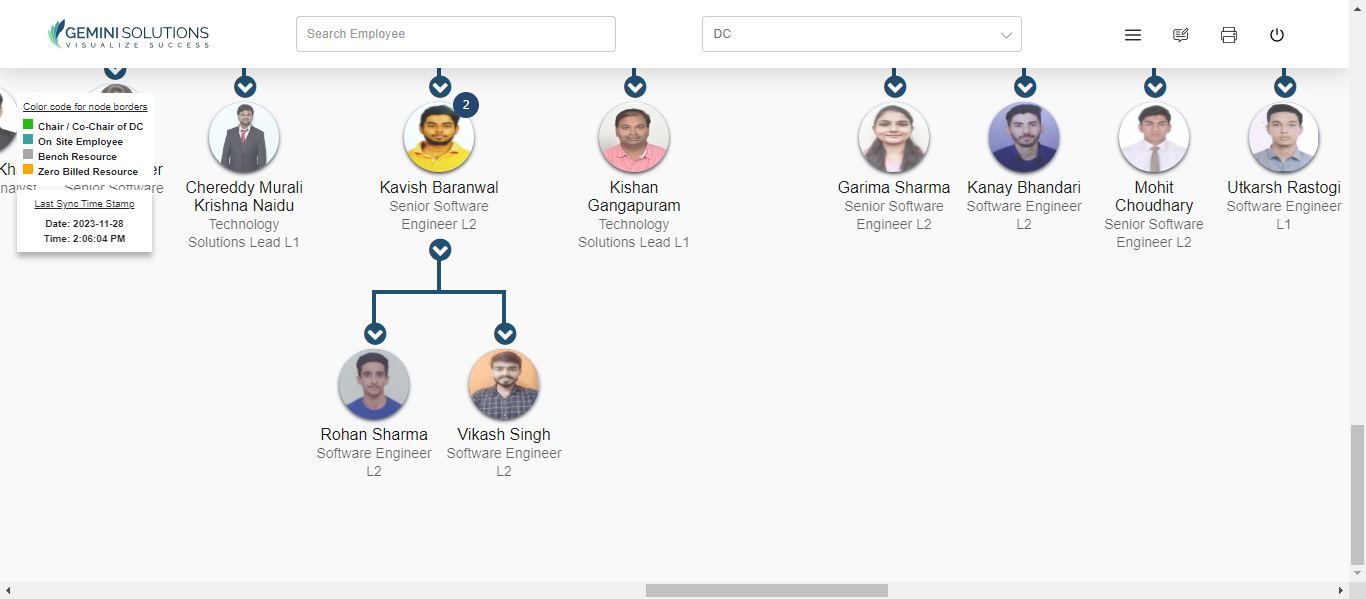 GEMINI SOLUTIONS
VISUALIZE SUCCESS
Search Employee
DC
Color code for node borders
Chair / Co-Chair of DC
On Site Employee
Bench Resource
Zero Billed Resource
Last Sync Time Stamp
Date: 2023-11-28
Time: 2:06:04 PM
Senior Software
Chereddy Murali
Krishna Naidu
Technology
Solutions Lead L1
2
Kavish Baranwal
Senior Software
Engineer L2
Kishan
Gangapuram
Technology
Solutions Lead L1
Garima Sharma
Senior Software
Engineer L2
Kanay Bhandari
Software Engineer
L2
Mohit
Choudhary
Senior Software
Engineer L2
Utkarsh Rastogi
Software Engineer
L1
Rohan Sharma
Software Engineer
L2
Vikash Singh
Software Engineer
L2